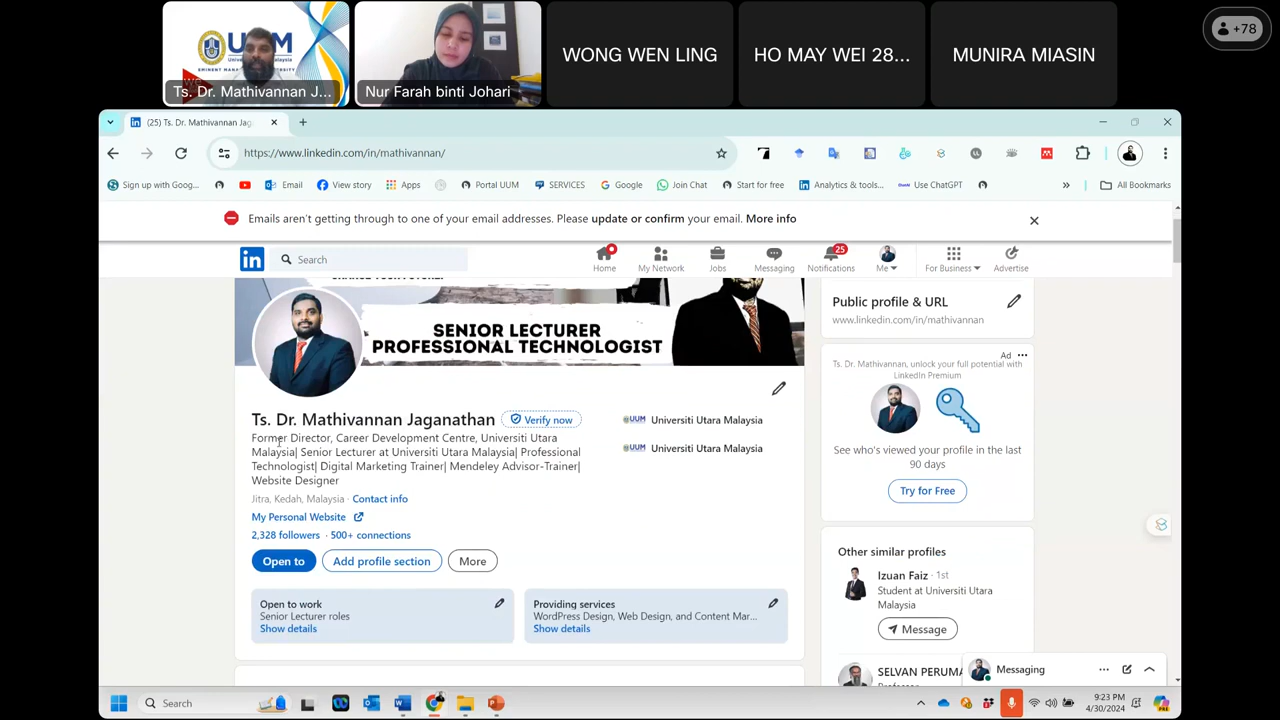 +78
Ts. Dr. Mathivannan J...
Nur Farah binti Johari
WONG WEN LING
HO MAY WEI 28...
MUNIRA MIASIN
(25) Ts. Dr. Mathivannan Jag
https://www.linkedin.com/in/mathivannan/
Sign up with Goog...
Email
View story
Apps
Portal UUM
SERVICES
Google
Join Chat
Start for free
Analytics & tools...
Use ChatGPT
All Bookmarks
Emails aren't getting through to one of your email addresses. Please update or confirm your email. More info
in
Search
Home
My Network
Jobs
Messaging
25
Notifications
Me
For Business
Advertise
SENIOR LECTURER
PROFESSIONAL TECHNOLOGIST
Ts. Dr. Mathivannan Jaganathan
Verify now
Former Director, Career Development Centre, Universiti Utara
Malaysia| Senior Lecturer at Universiti Utara Malaysia| Professional
Technologist| Digital Marketing Trainer| Mendeley Advisor-Trainer|
Website Designer
Jitra, Kedah, Malaysia · Contact info
My Personal Website
2,328 followers · 500+ connections
Open to
Add profile section
More
Universiti Utara Malaysia
Universiti Utara Malaysia
Open to work
Senior Lecturer roles
Show details
Providing services
WordPress Design, Web Design, and Content Mar...
Show details
Public profile & URL
www.linkedin.com/in/mathivannan
Ad
Ts. Dr. Mathivannan, unlock your full potential with
LinkedIn Premium
See who's viewed your profile in the last
90 days
Try for Free
Other similar profiles
Izuan Faiz · 1st
Student at Universiti Utara
Malaysia
Message
SELVAN PERUMA
Messaging
Search
9:23 PM
4/30/2024